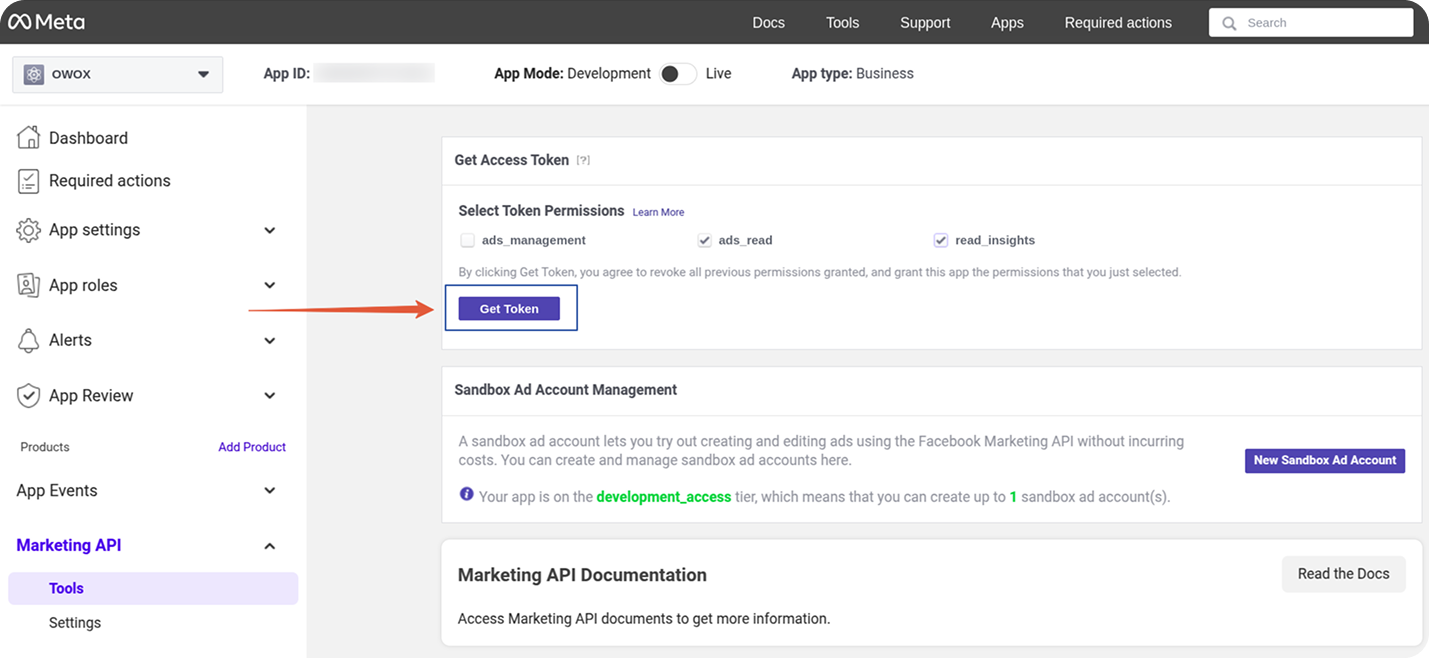 Meta
Docs Tools Support Apps Required actions Search
OWOX
App ID:
App Mode: Development Live
App type: Business
Dashboard
Required actions
App settings
App roles
Alerts
App Review
Products Add Product
App Events
Marketing API
Tools
Settings
Get Access Token [?]
Select Token Permissions Learn More
ads_management ads_read read_insights
By clicking Get Token, you agree to revoke all previous permissions granted, and grant this app the permissions that you just selected.
Get Token
Sandbox Ad Account Management
A sandbox ad account lets you try out creating and editing ads using the Facebook Marketing API without incurring
costs. You can create and manage sandbox ad accounts here.
New Sandbox Ad Account
Your app is on the development_access tier, which means that you can create up to 1 sandbox ad account(s).
Marketing API Documentation
Read the Docs
Access Marketing API documents to get more information.